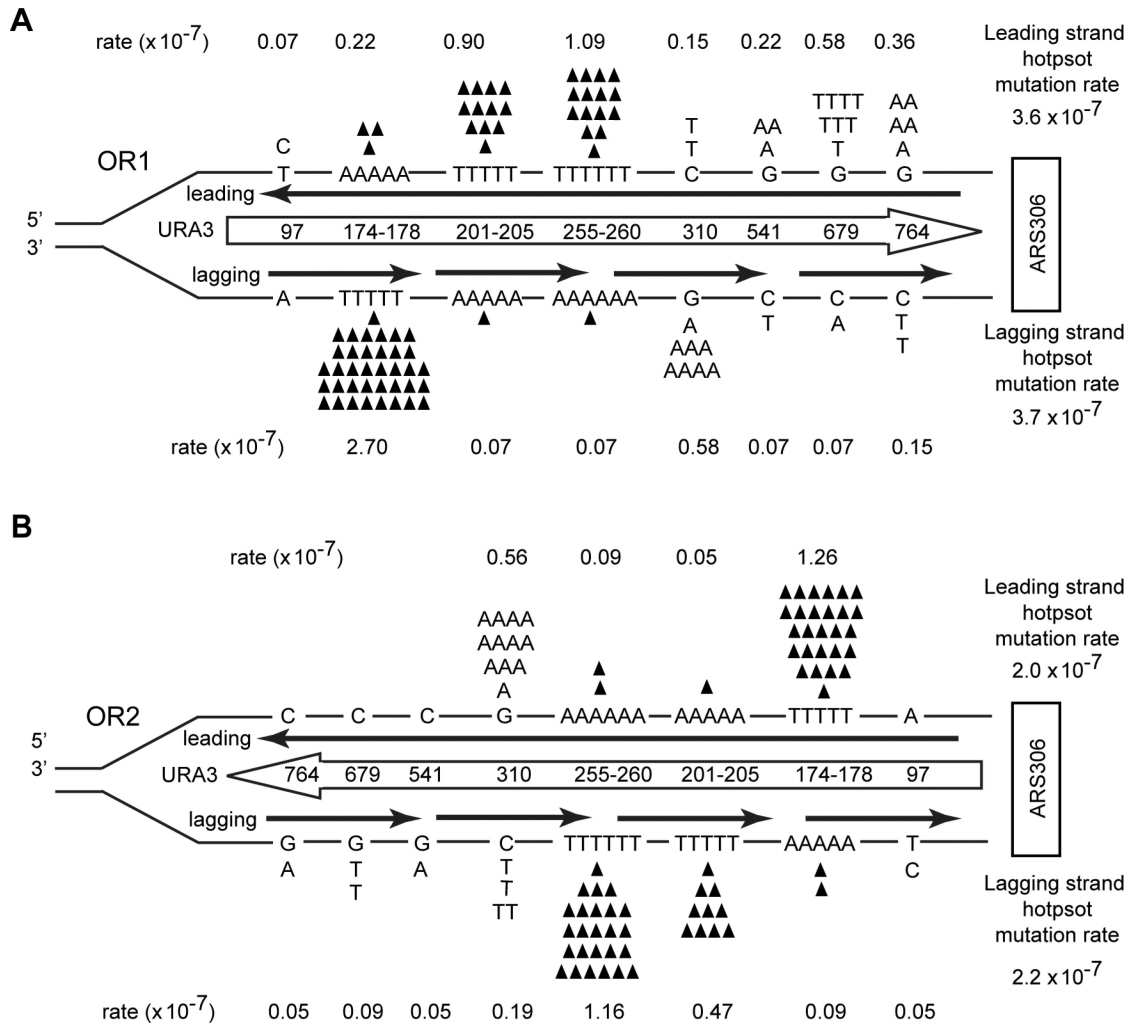 A
rate (x10-7) 0.07 0.22 0.90 1.09 0.15 0.22 0.58 0.36
Leading strand
hotpsot
mutation rate
3.6 x10-7
TTTT AA
T AA TTT AAA
C T A T A
OR1
T AAAAA TTTTT TTTTTT C G G G
leading
5'
3'
URA3 97 174-178 201-205 255-260 310 541 679 764
ARS306
lagging
A TTTTT AAAAA AAAAAA G C C C
A T A T
AAA T
AAAA
Lagging strand
hotpsot
mutation rate
3.7 x10-7
rate (x10-7) 2.70 0.07 0.07 0.58 0.07 0.07 0.15
B
rate (x10-7) 0.56 0.09 0.05 1.26
Leading strand
hotpsot
mutation rate
2.0 x10-7
AAAA
AAAA
AAA
A
OR2
C C C G AAAAAA AAAAA TTTTT A
leading
5'
3'
URA3 764 679 541 310 255-260 201-205 174-178 97
ARS306
lagging
G G G C TTTTTT TTTTT AAAAA T
A T A T C
T T
TT
Lagging strand
hotpsot
mutation rate
2.2 x10-7
rate (x10-7) 0.05 0.09 0.05 0.19 1.16 0.47 0.09 0.05